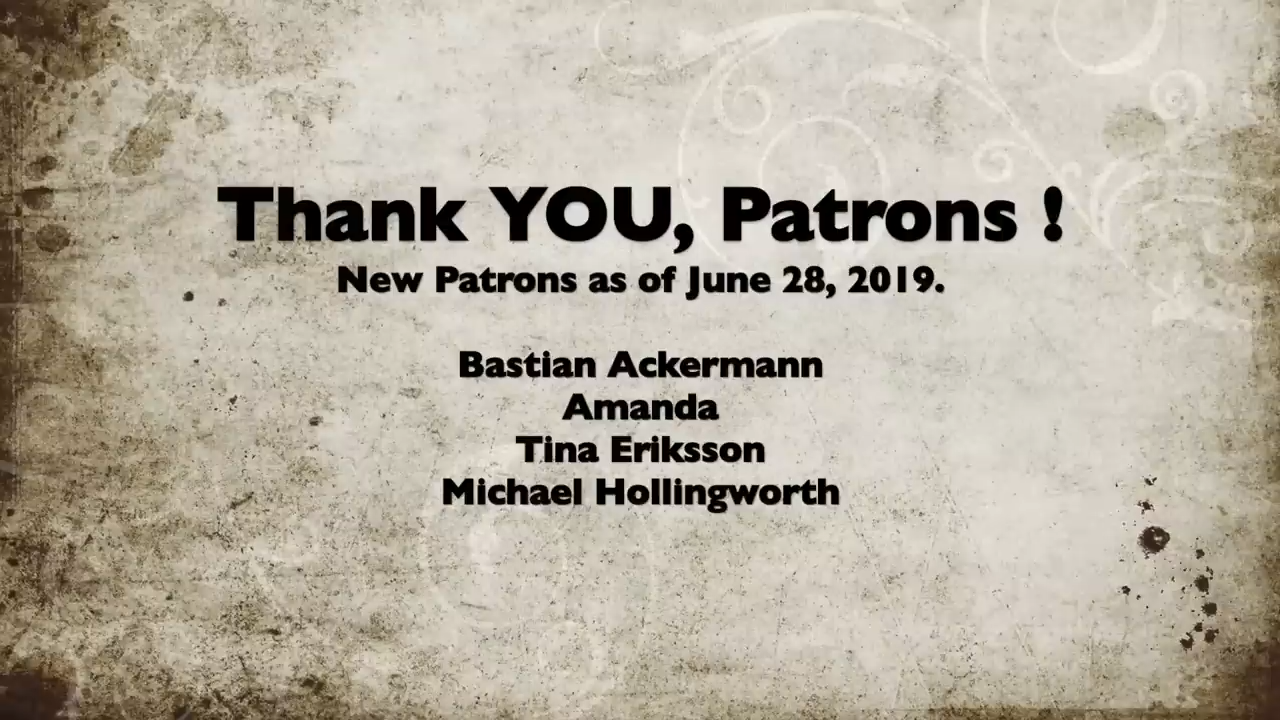 Thank YOU, Patrons !
New Patrons as of June 28, 2019.
Bastian Ackermann
Amanda
Tina Eriksson
Michael Hollingworth